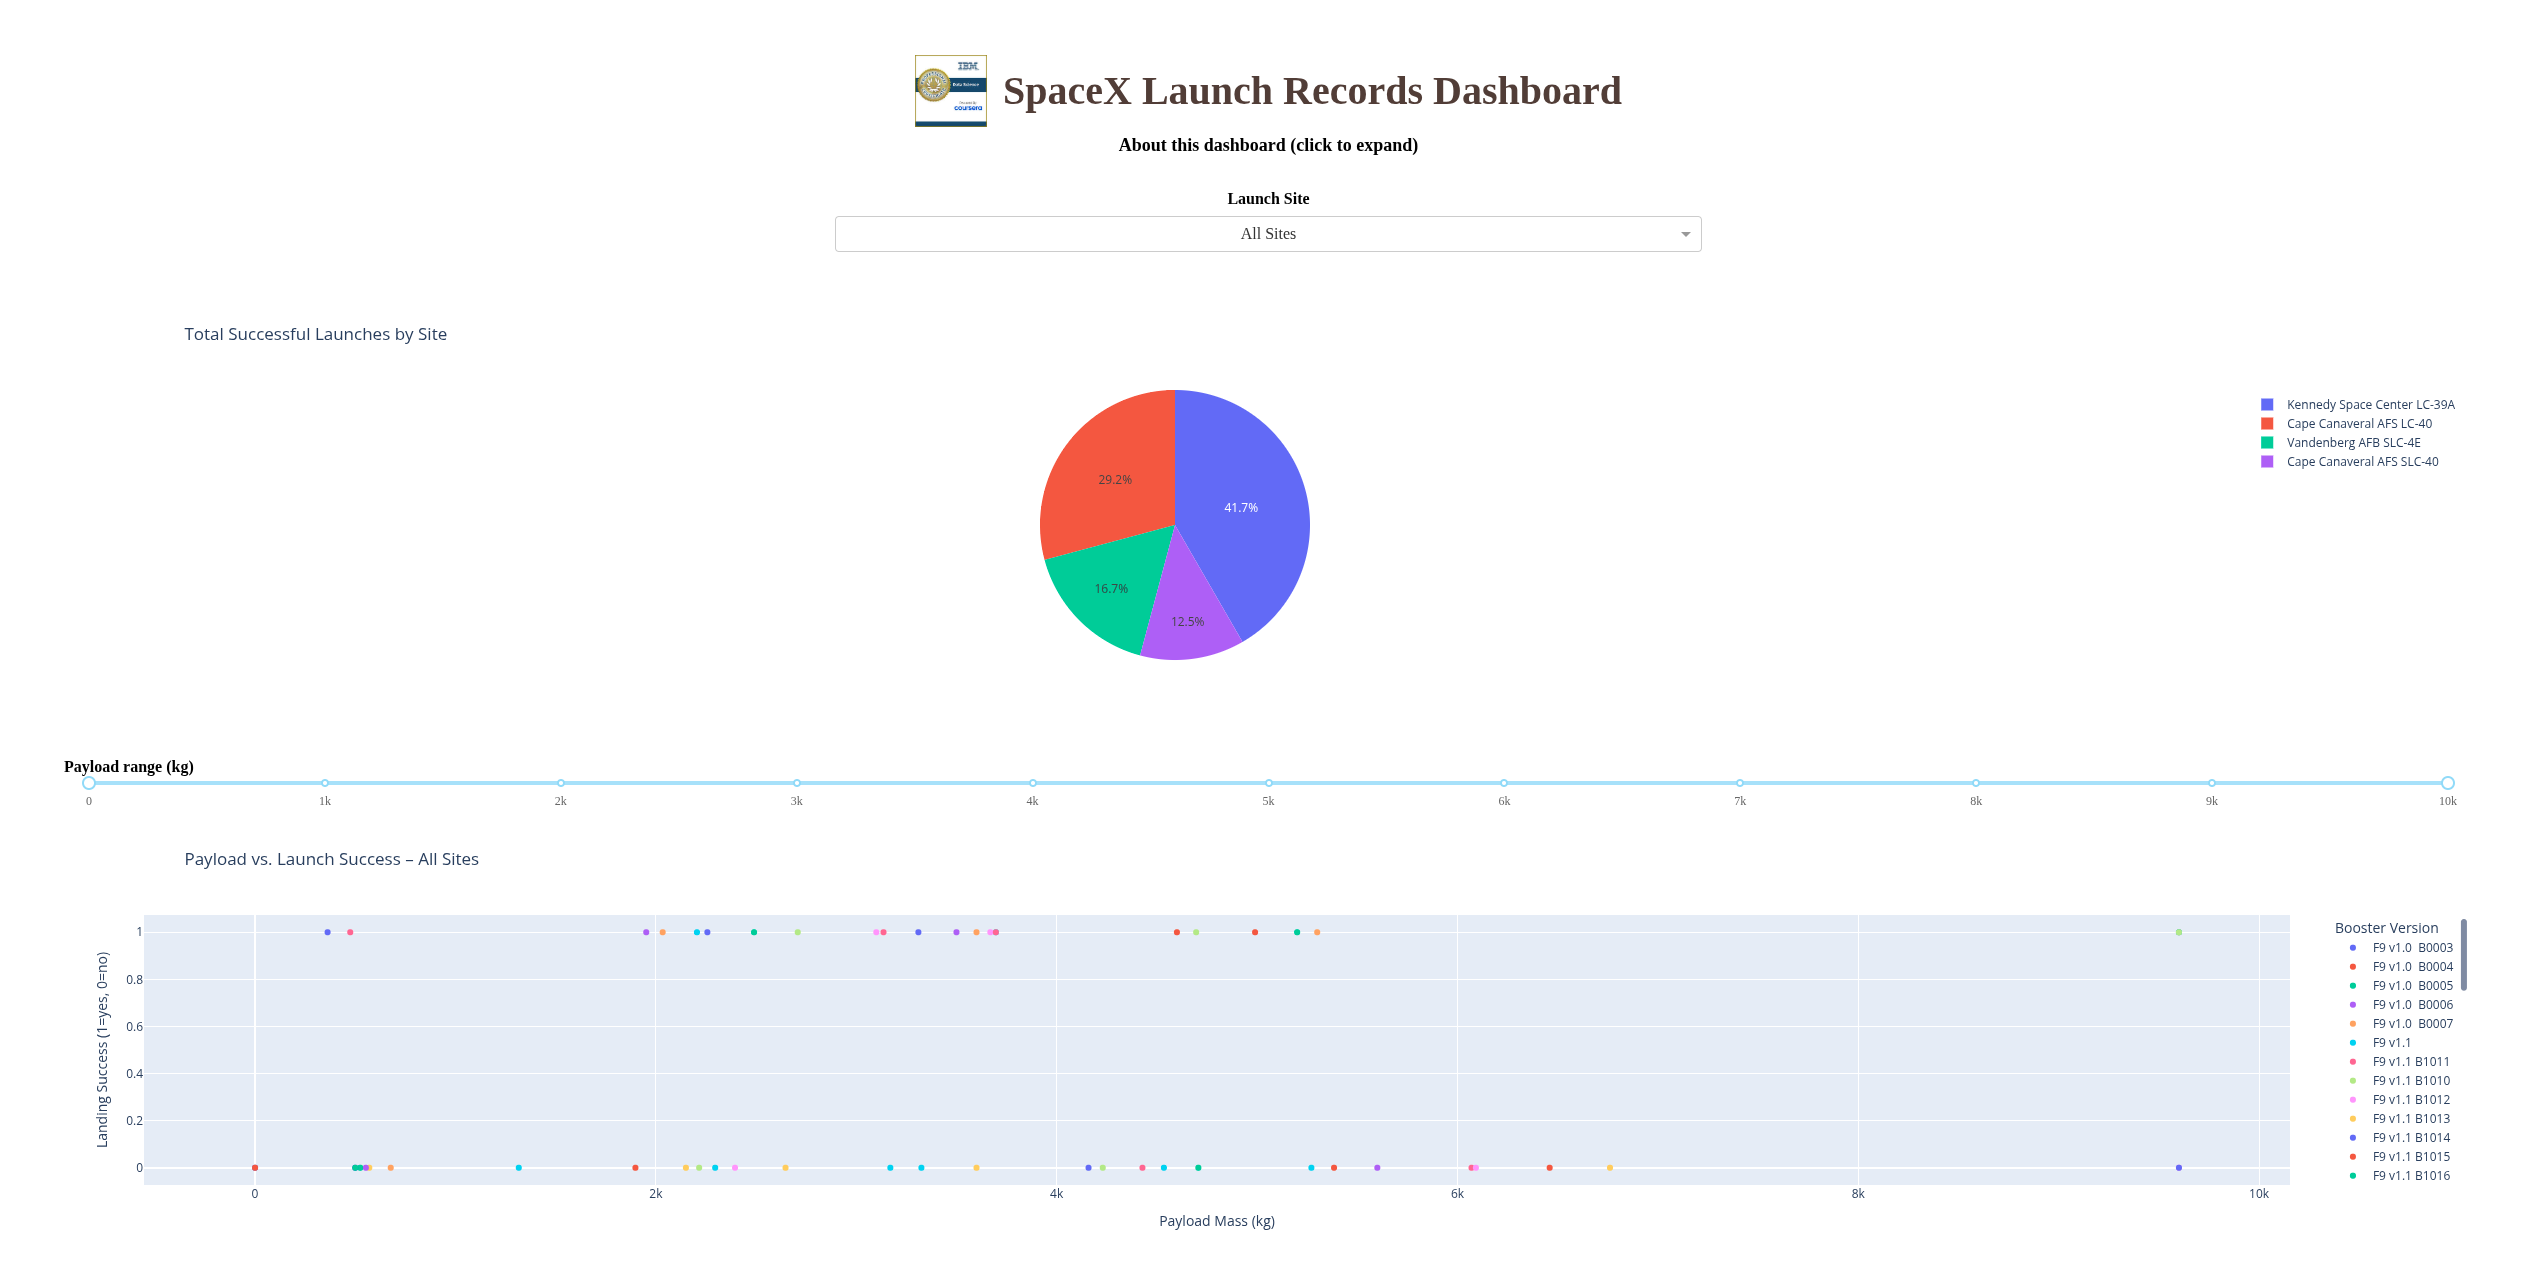 IBM
Data Science
coursera
SpaceX Launch Records Dashboard
About this dashboard (click to expand)
Launch Site
All Sites
Total Successful Launches by Site
Kennedy Space Center LC-39A
Cape Canaveral AFS LC-40
Vandenberg AFB SLC-4E
Cape Canaveral AFS SLC-40
29.2%
41.7%
16.7%
12.5%
Payload range (kg)
0 1k 2k 3k 4k 5k 6k 7k 8k 9k 10k
Payload vs. Launch Success – All Sites
Landing Success (1=yes, 0=no)
1
0.8
0.6
0.4
0.2
0
0 2k 4k 6k 8k 10k
Payload Mass (kg)
Booster Version
F9 v1.0  B0003
F9 v1.0  B0004
F9 v1.0  B0005
F9 v1.0  B0006
F9 v1.0  B0007
F9 v1.1
F9 v1.1 B1011
F9 v1.1 B1010
F9 v1.1 B1012
F9 v1.1 B1013
F9 v1.1 B1014
F9 v1.1 B1015
F9 v1.1 B1016